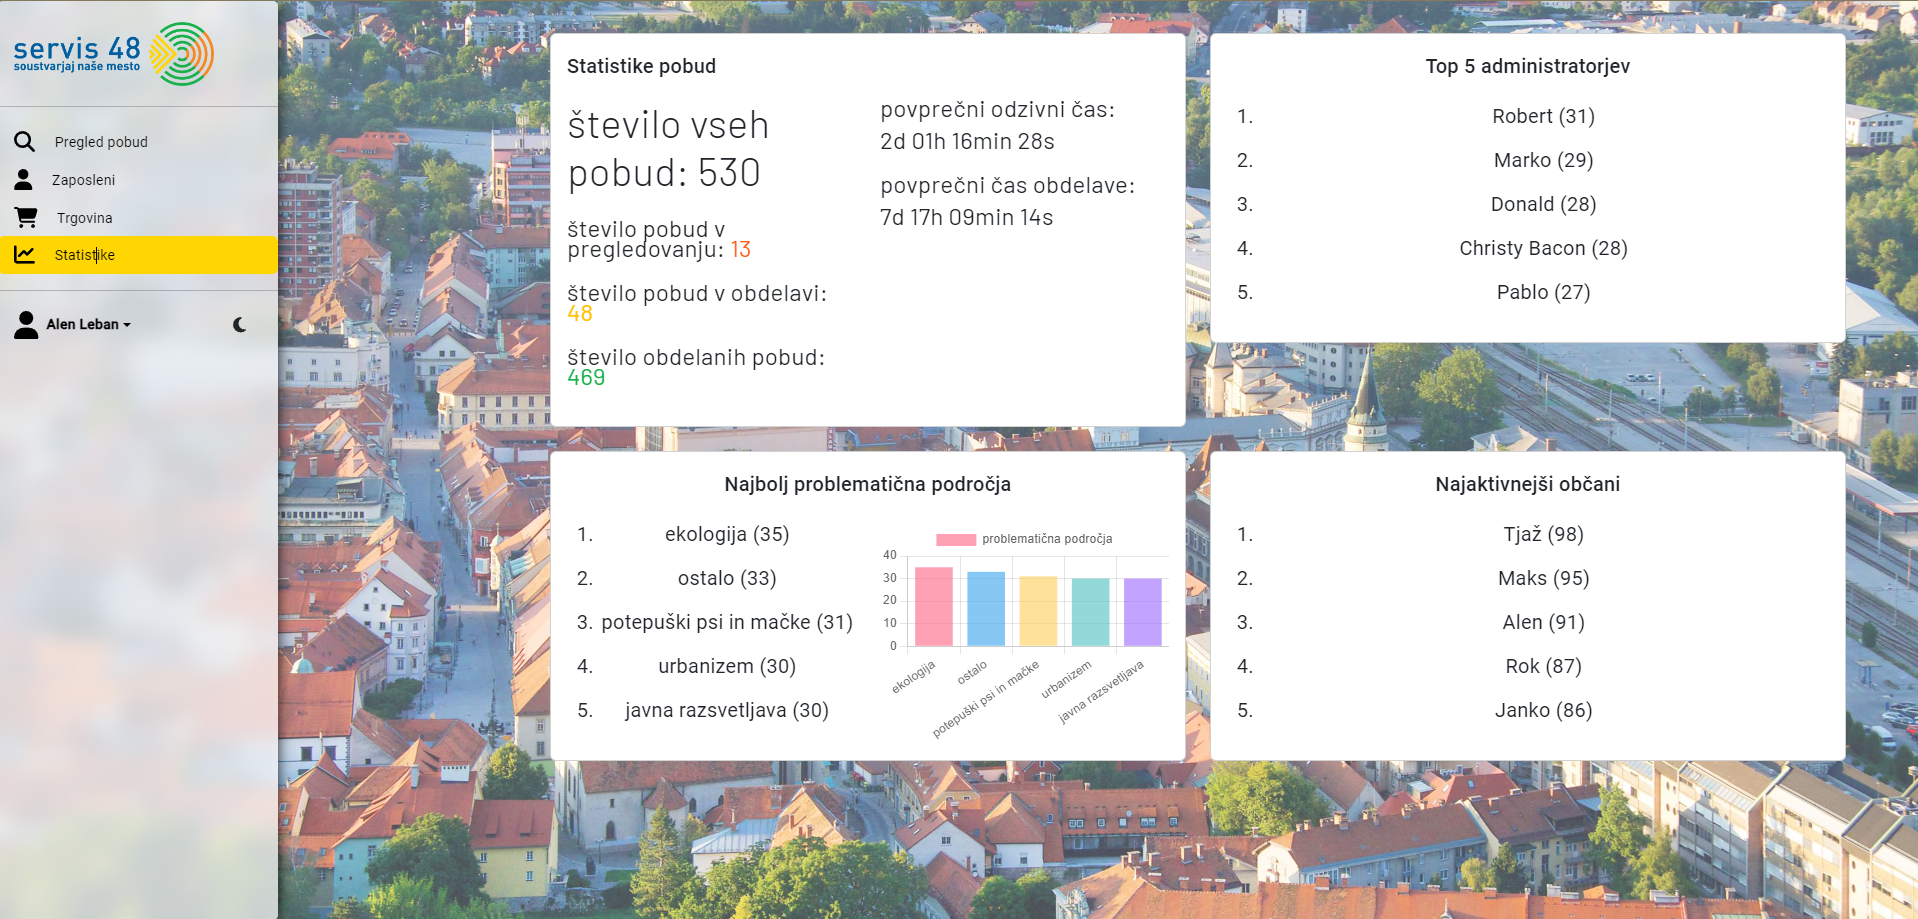 servis 48
soustvarjaj naše mesto
Pregled pobud
Zaposleni
Trgovina
Statistike
Alen Leban
Statistike pobud
število vseh
pobud: 530
število pobud v
pregledovanju: 13
število pobud v obdelavi:
48
število obdelanih pobud:
469
povprečni odzivni čas:
2d 01h 16min 28s
povprečni čas obdelave:
7d 17h 09min 14s
Top 5 administratorjev
1. Robert (31)
2. Marko (29)
3. Donald (28)
4. Christy Bacon (28)
5. Pablo (27)
Najbolj problematična področja
1. ekologija (35)
2. ostalo (33)
3. potepuški psi in mačke (31)
4. urbanizem (30)
5. javna razsvetljava (30)
problematična področja
40
30
20
10
0
ekologija
ostalo
potepuški psi in mačke
urbanizem
javna razsvetljava
Najaktivnejši občani
1. Tjaž (98)
2. Maks (95)
3. Alen (91)
4. Rok (87)
5. Janko (86)